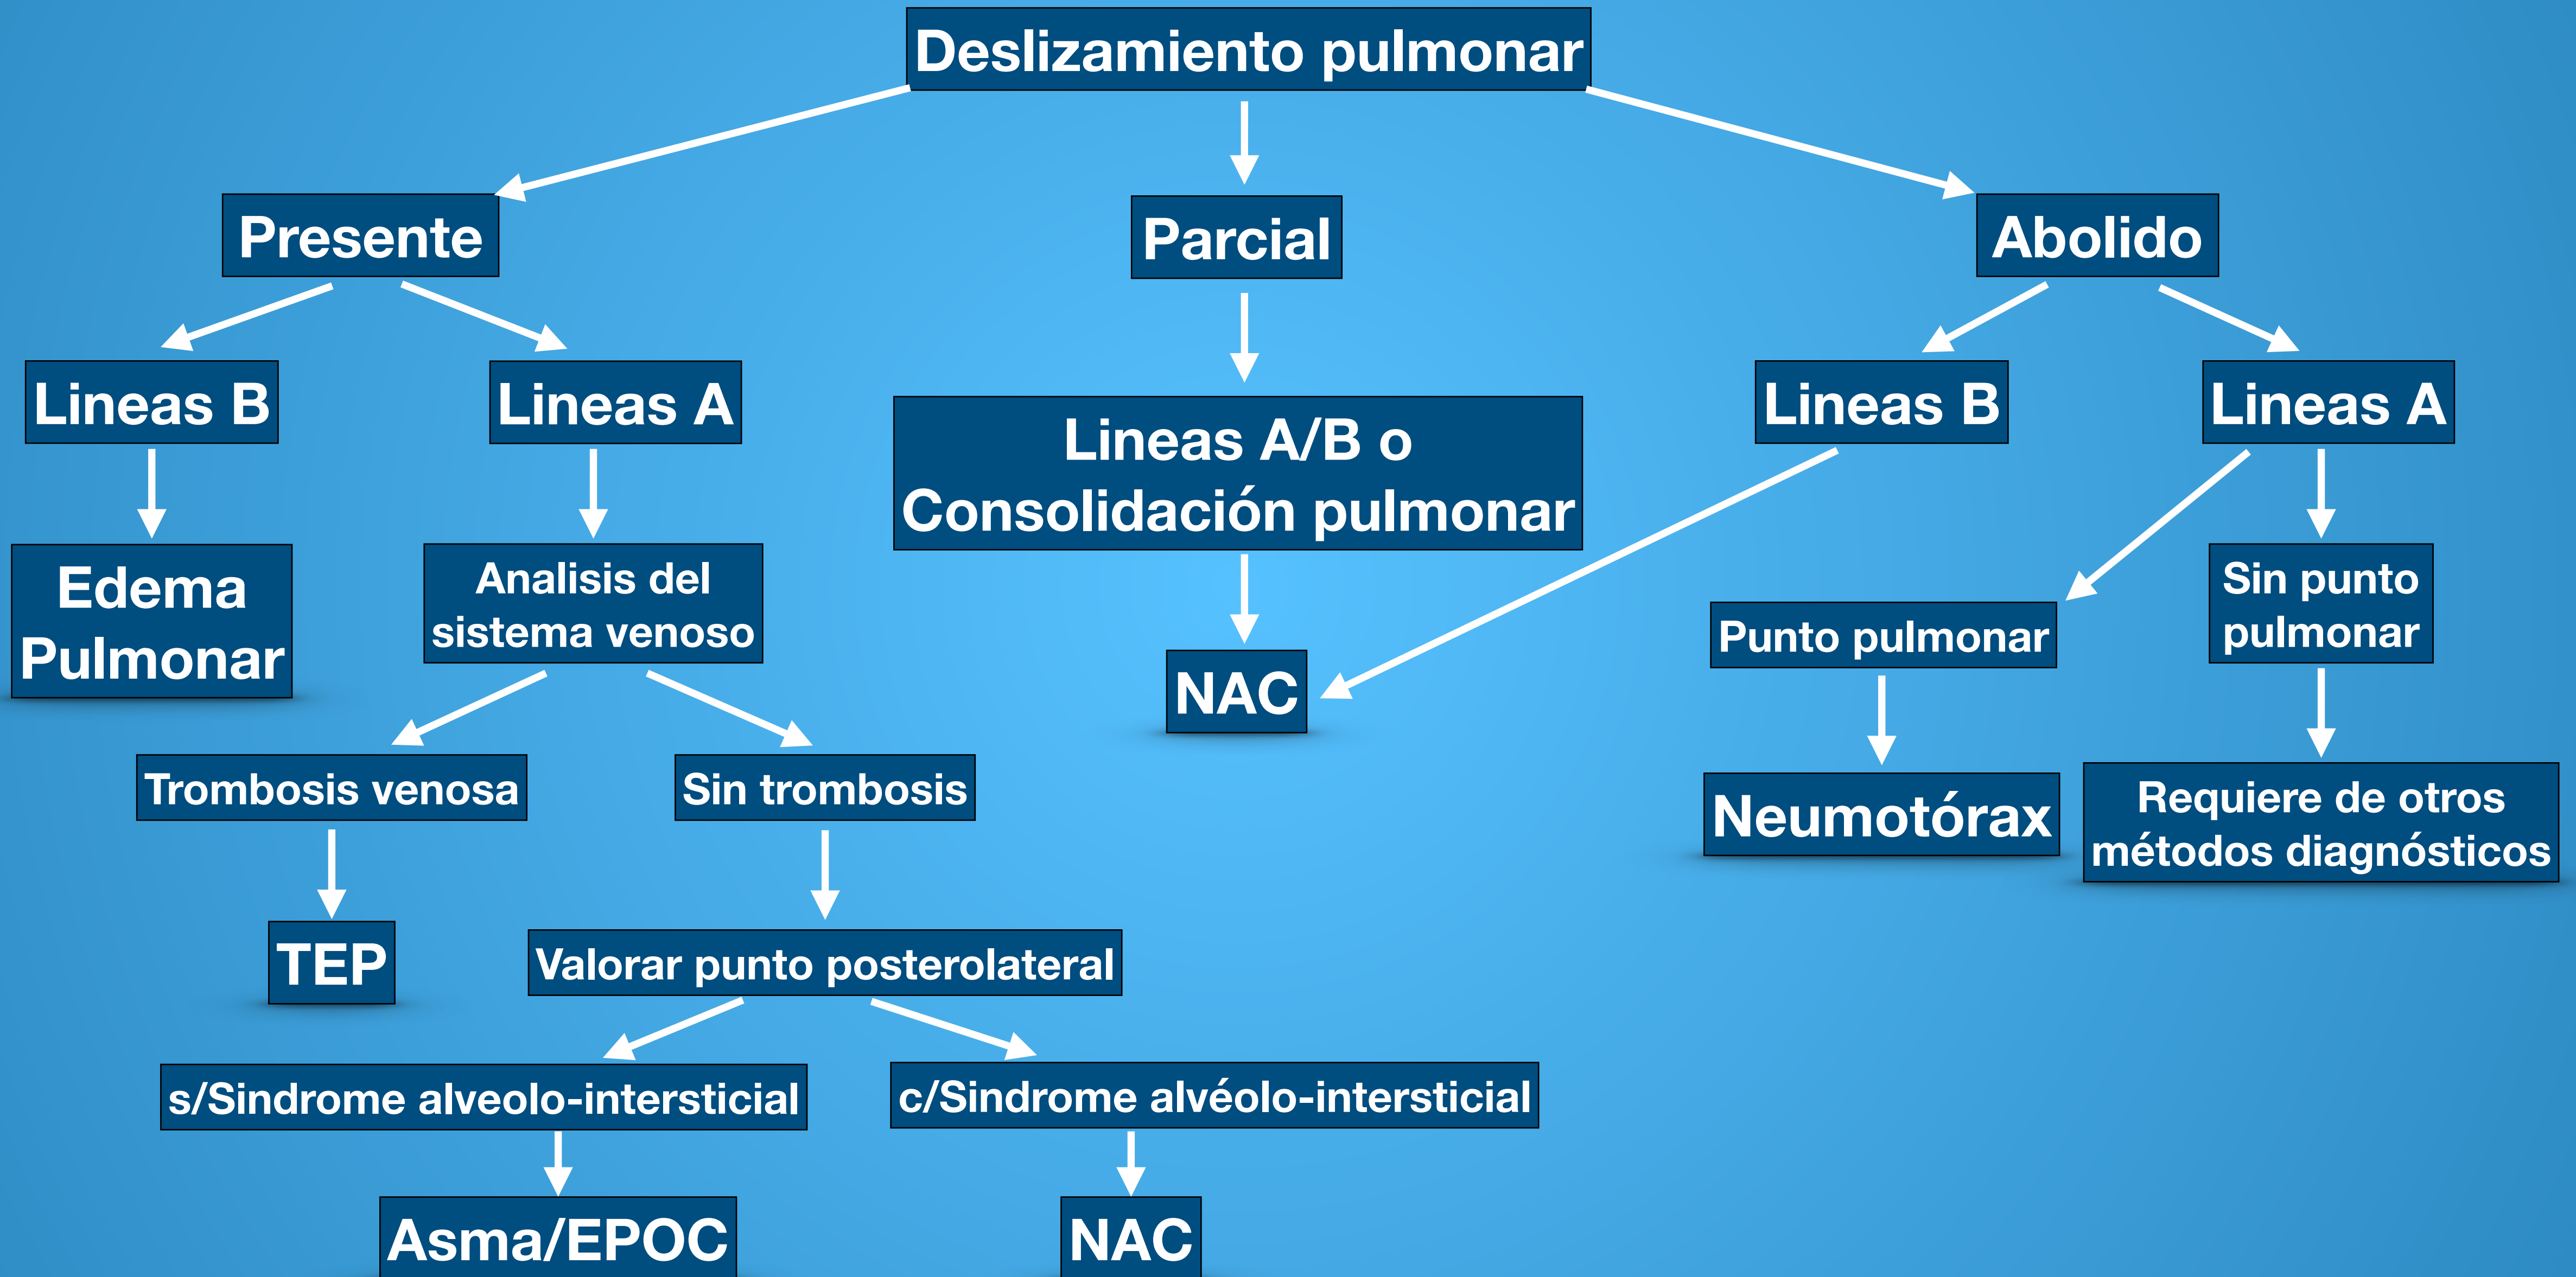 Deslizamiento pulmonar
Presente
Parcial
Abolido
Lineas B
Lineas A
Lineas A/B o
Consolidación pulmonar
Lineas B
Lineas A
Edema
Pulmonar
Analisis del
sistema venoso
NAC
Punto pulmonar
Sin punto
pulmonar
Trombosis venosa
Sin trombosis
Neumotórax
Requiere de otros
métodos diagnósticos
TEP
Valorar punto posterolateral
s/Sindrome alveolo-intersticial
c/Sindrome alvéolo-intersticial
Asma/EPOC
NAC